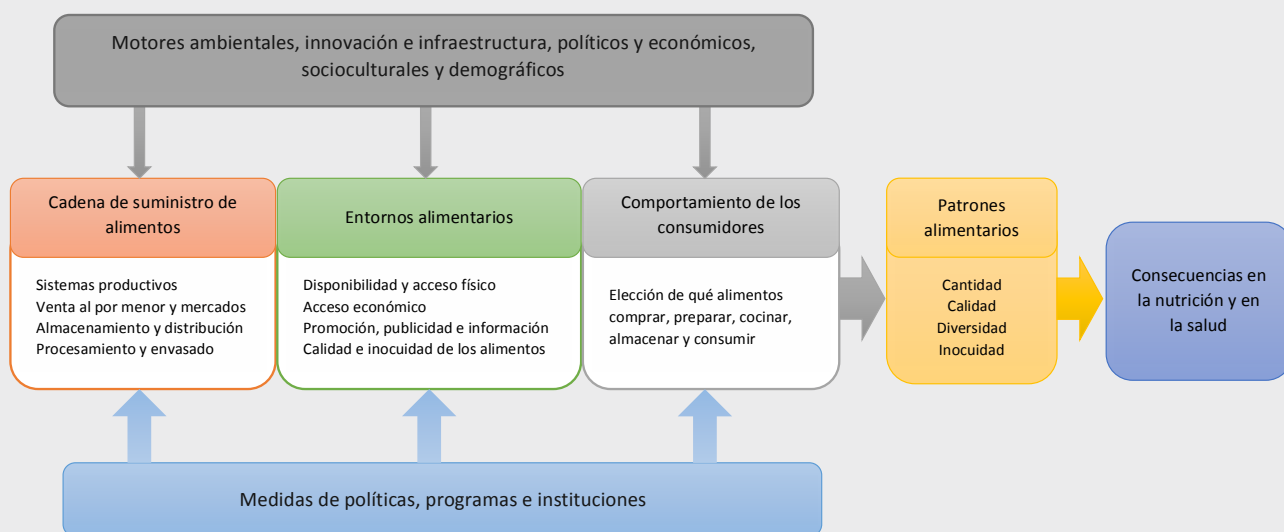 Motores ambientales, innovación e infraestructura, políticos y económicos,
socioculturales y demográficos
Cadena de suministro de
alimentos
Sistemas productivos
Venta al por menor y mercados
Almacenamiento y distribución
Procesamiento y envasado
Entornos alimentarios
Disponibilidad y acceso físico
Acceso económico
Promoción, publicidad e información
Calidad e inocuidad de los alimentos
Comportamiento de los
consumidores
Elección de qué alimentos
comprar, preparar, cocinar,
almacenar y consumir
Patrones
alimentarios
Cantidad
Calidad
Diversidad
Inocuidad
Consecuencias en
la nutrición y en
la salud
Medidas de políticas, programas e instituciones